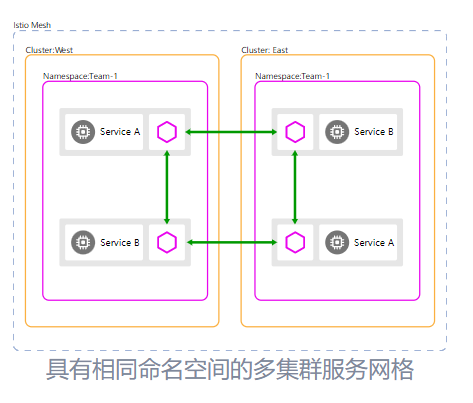 Istio Mesh
Cluster:West
Cluster: East
Namespace:Team-1
Namespace:Team-1
Service A
Service B
Service B
Service A
具有相同命名空间的多集群服务网格